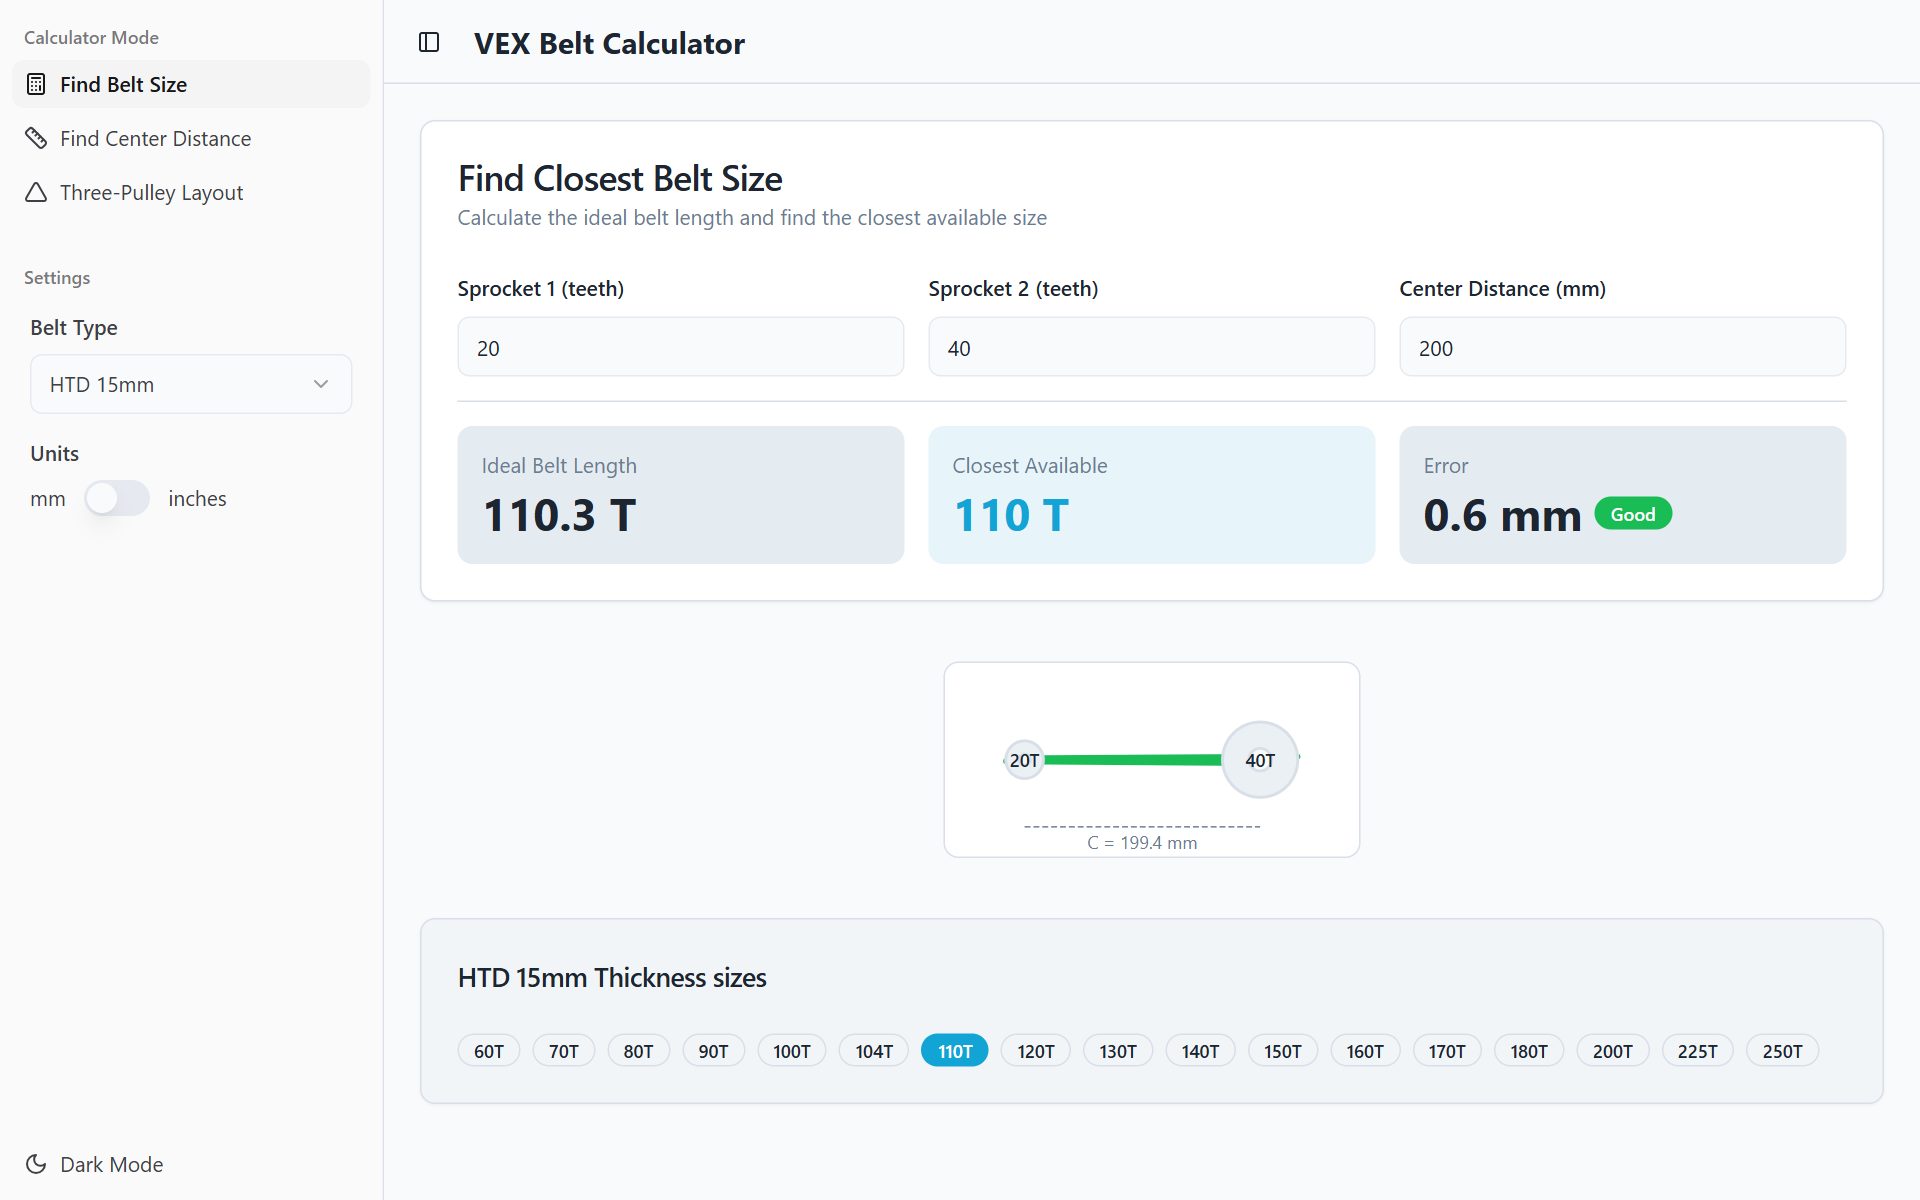 Calculator Mode
Find Belt Size
Find Center Distance
Three-Pulley Layout
Settings
Belt Type
HTD 15mm
Units
mm inches
Dark Mode
VEX Belt Calculator
Find Closest Belt Size
Calculate the ideal belt length and find the closest available size
Sprocket 1 (teeth) Sprocket 2 (teeth) Center Distance (mm)
20 40 200
Ideal Belt Length Closest Available Error
110.3 T 110 T 0.6 mm Good
20T 40T
C = 199.4 mm
HTD 15mm Thickness sizes
60T 70T 80T 90T 100T 104T 110T 120T 130T 140T 150T 160T 170T 180T 200T 225T 250T